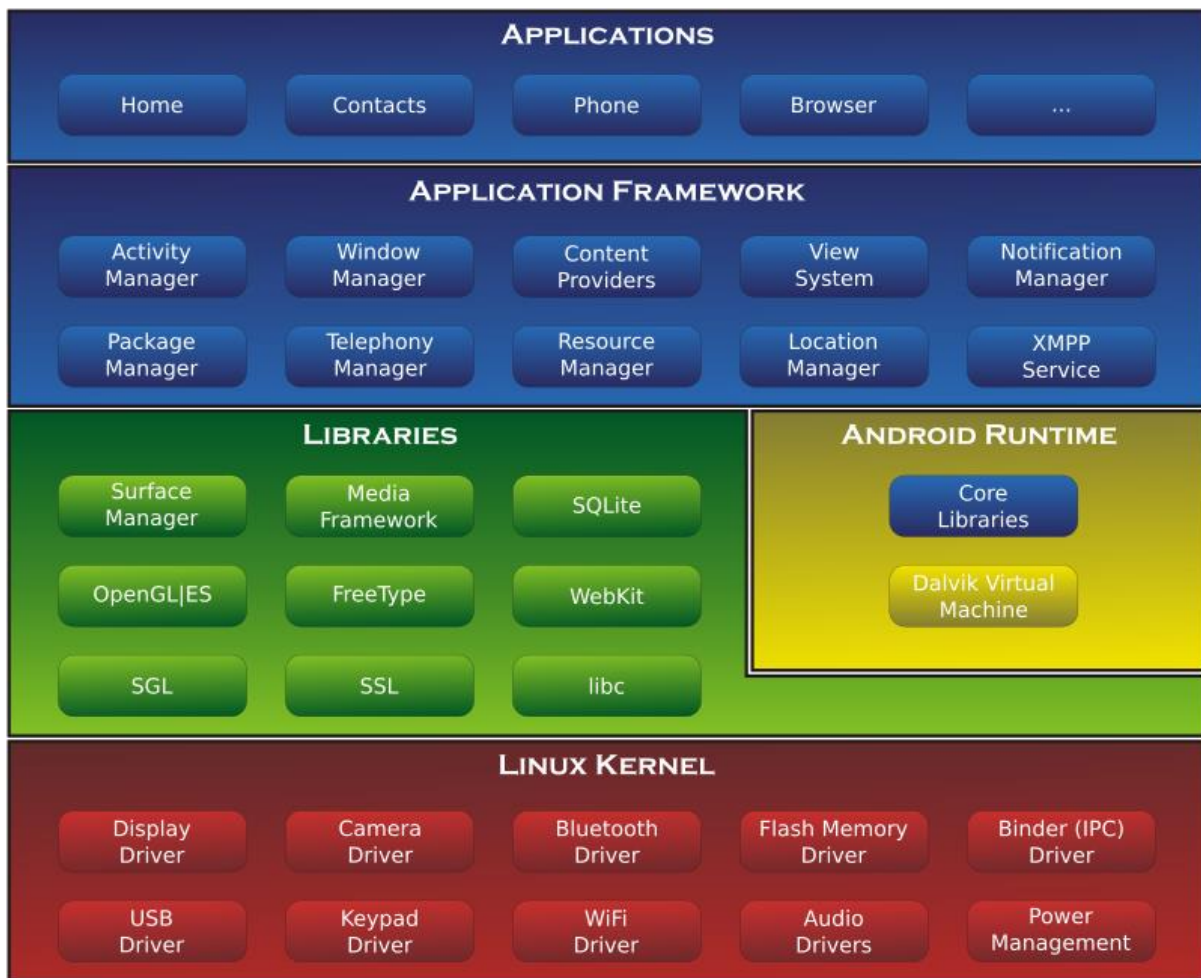 APPLICATIONS
Home
Contacts
Phone
Browser
...
APPLICATION FRAMEWORK
Activity
Manager
Window
Manager
Content
Providers
View
System
Notification
Manager
Package
Manager
Telephony
Manager
Resource
Manager
Location
Manager
XMPP
Service
LIBRARIES
Surface
Manager
Media
Framework
SQLite
OpenGL|ES
FreeType
WebKit
SGL
SSL
libc
ANDROID RUNTIME
Core
Libraries
Dalvik Virtual
Machine
LINUX KERNEL
Display
Driver
Camera
Driver
Bluetooth
Driver
Flash Memory
Driver
Binder (IPC)
Driver
USB
Driver
Keypad
Driver
WiFi
Driver
Audio
Drivers
Power
Management